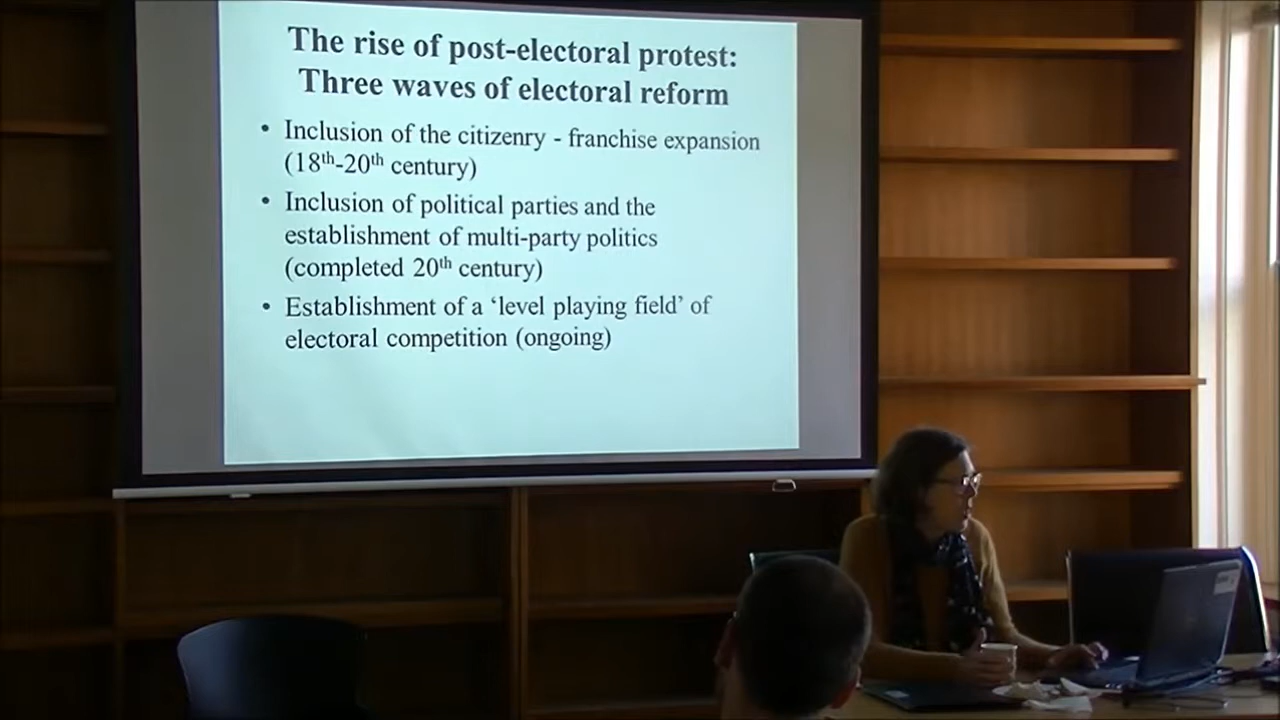 The rise of post-electoral protest:
Three waves of electoral reform
• Inclusion of the citizenry - franchise expansion
(18th-20th century)
• Inclusion of political parties and the
establishment of multi-party politics
(completed 20th century)
• Establishment of a ‘level playing field’ of
electoral competition (ongoing)